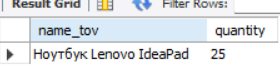 Result Grid Filter Rows:
name_tov quantity
Ноутбук Lenovo IdeaPad 25